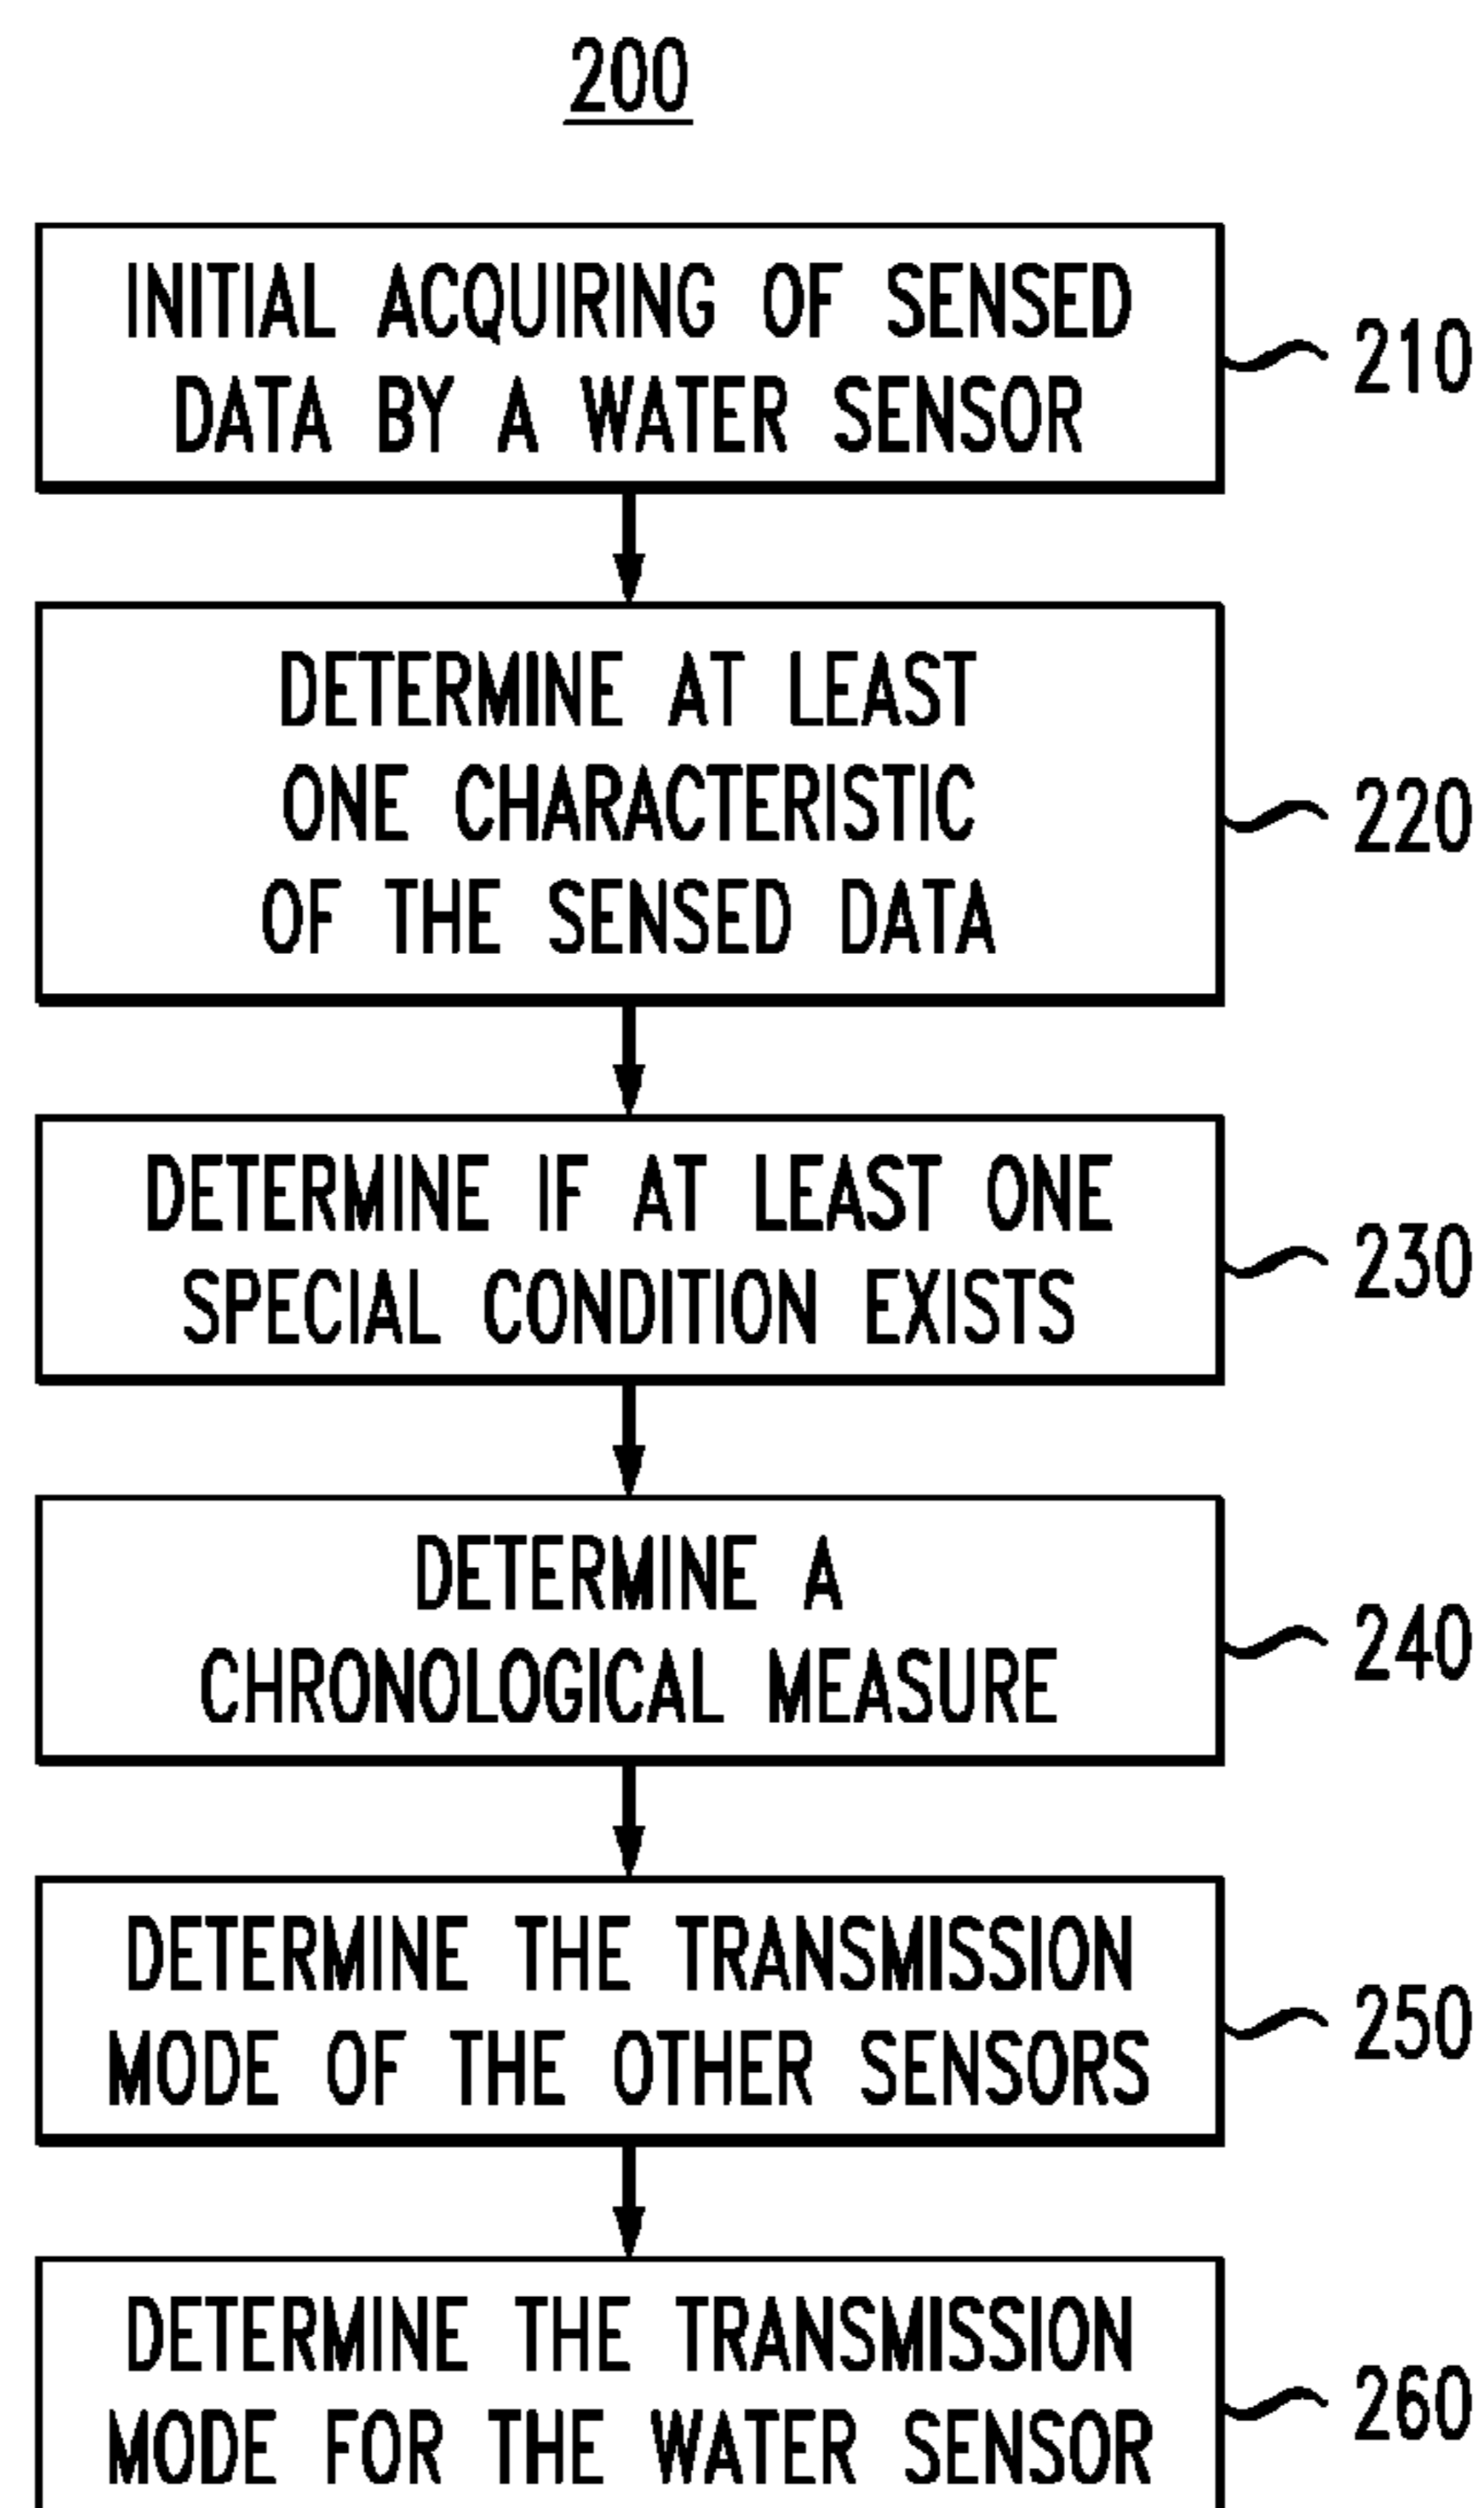 200
INITIAL ACQUIRING OF SENSED
DATA BY A WATER SENSOR
210
DETERMINE AT LEAST
ONE CHARACTERISTIC
OF THE SENSED DATA
220
DETERMINE IF AT LEAST ONE
SPECIAL CONDITION EXISTS
230
DETERMINE A
CHRONOLOGICAL MEASURE
240
DETERMINE THE TRANSMISSION
MODE OF THE OTHER SENSORS
250
DETERMINE THE TRANSMISSION
MODE FOR THE WATER SENSOR
260